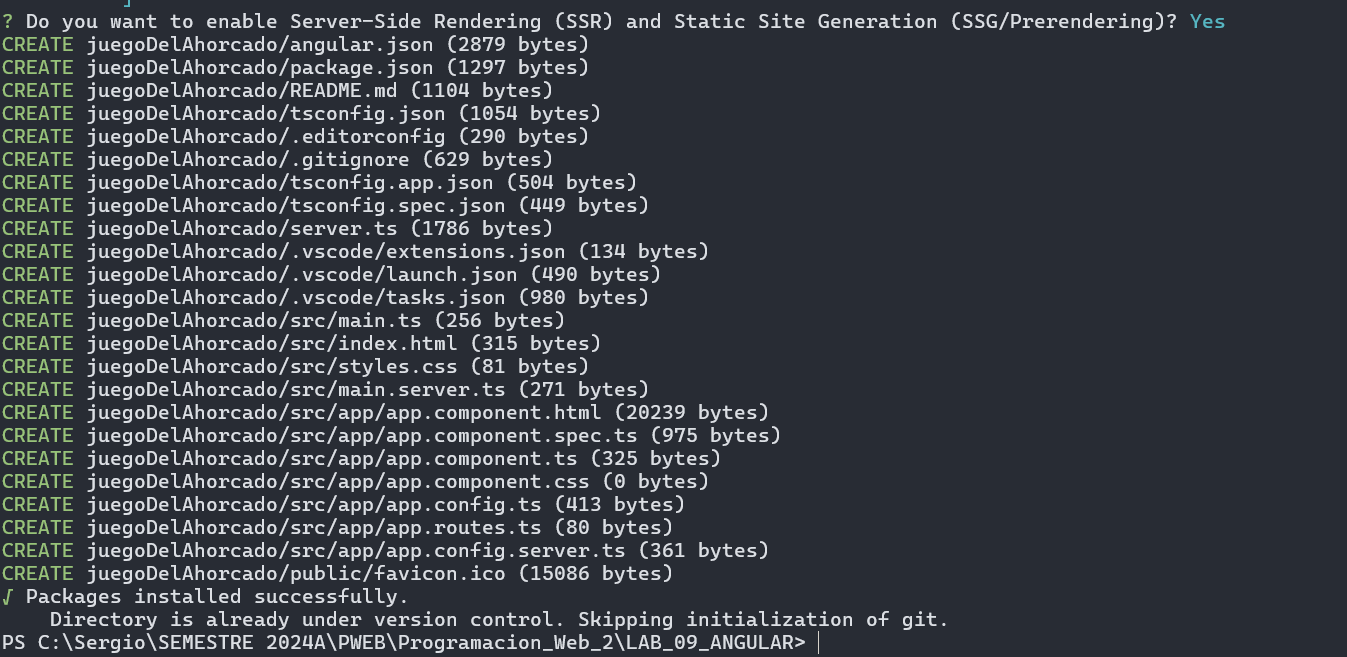 ? Do you want to enable Server-Side Rendering (SSR) and Static Site Generation (SSG/Prerendering)? Yes
CREATE juegoDelAhorcado/angular.json (2879 bytes)
CREATE juegoDelAhorcado/package.json (1297 bytes)
CREATE juegoDelAhorcado/README.md (1104 bytes)
CREATE juegoDelAhorcado/tsconfig.json (1054 bytes)
CREATE juegoDelAhorcado/.editorconfig (290 bytes)
CREATE juegoDelAhorcado/.gitignore (629 bytes)
CREATE juegoDelAhorcado/tsconfig.app.json (504 bytes)
CREATE juegoDelAhorcado/tsconfig.spec.json (449 bytes)
CREATE juegoDelAhorcado/server.ts (1786 bytes)
CREATE juegoDelAhorcado/.vscode/extensions.json (134 bytes)
CREATE juegoDelAhorcado/.vscode/launch.json (490 bytes)
CREATE juegoDelAhorcado/.vscode/tasks.json (980 bytes)
CREATE juegoDelAhorcado/src/main.ts (256 bytes)
CREATE juegoDelAhorcado/src/index.html (315 bytes)
CREATE juegoDelAhorcado/src/styles.css (81 bytes)
CREATE juegoDelAhorcado/src/main.server.ts (271 bytes)
CREATE juegoDelAhorcado/src/app/app.component.html (20239 bytes)
CREATE juegoDelAhorcado/src/app/app.component.spec.ts (975 bytes)
CREATE juegoDelAhorcado/src/app/app.component.ts (325 bytes)
CREATE juegoDelAhorcado/src/app/app.component.css (0 bytes)
CREATE juegoDelAhorcado/src/app/app.config.ts (413 bytes)
CREATE juegoDelAhorcado/src/app/app.routes.ts (80 bytes)
CREATE juegoDelAhorcado/src/app/app.config.server.ts (361 bytes)
CREATE juegoDelAhorcado/public/favicon.ico (15086 bytes)
√ Packages installed successfully.
    Directory is already under version control. Skipping initialization of git.
PS C:\Sergio\SEMESTRE 2024A\PWEB\Programacion_Web_2\LAB_09_ANGULAR>